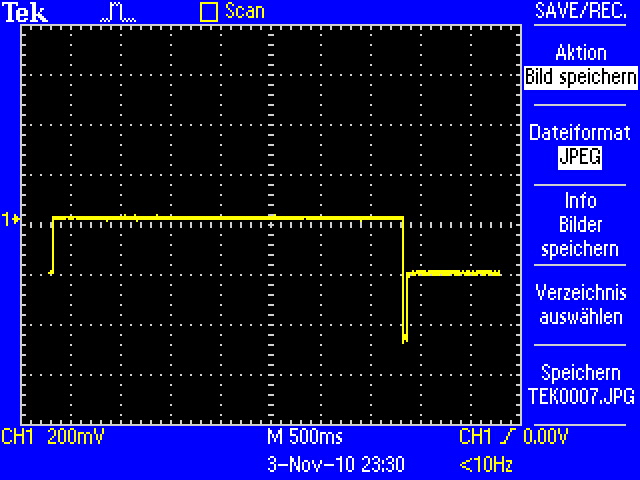 Tek
Scan
SAVE/REC.
Aktion
Bild speichern
Dateiformat
JPEG
Info
Bilder
speichern
Verzeichnis
auswählen
Speichern
TEK0007.JPG
1
CH1 200mV
M 500ms
CH1 0.00V
3-Nov-10 23:30
<10Hz